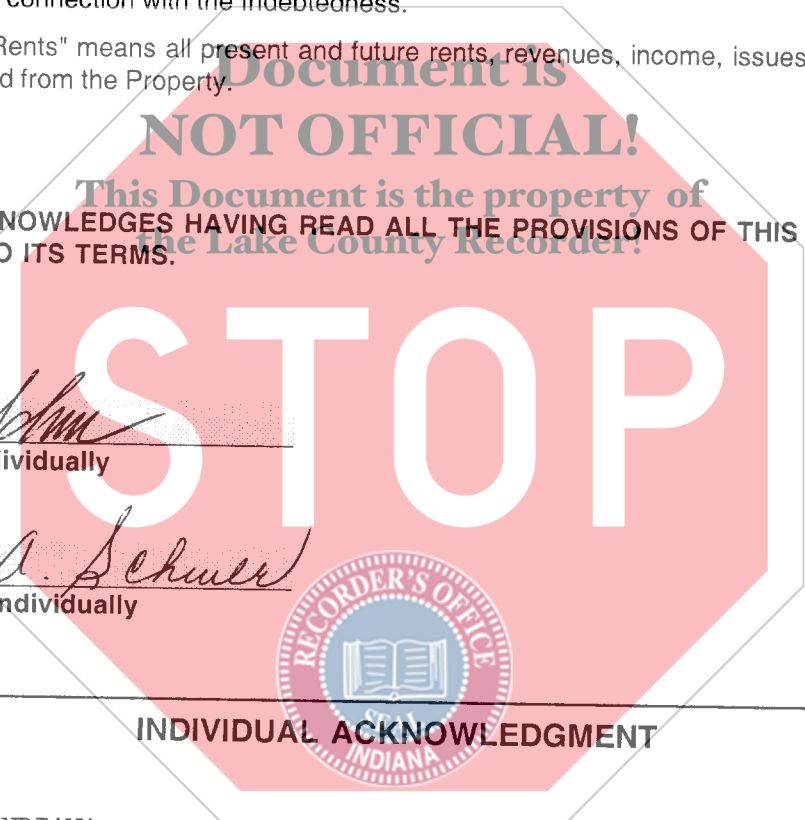 connection with the Indebtedness.
Rents" means all present and future rents, revenues, income, issues
d from the Property.
Document is
NOT OFFICIAL!
This Document is the property of
the Lake County Recorder!
NOWLEDGES HAVING READ ALL THE PROVISIONS OF THIS
O ITS TERMS.
STOP
ividually
A. Schwer
ndividually
RECORDER'S OFFICE
SEAL
INDIANA
INDIVIDUAL ACKNOWLEDGMENT